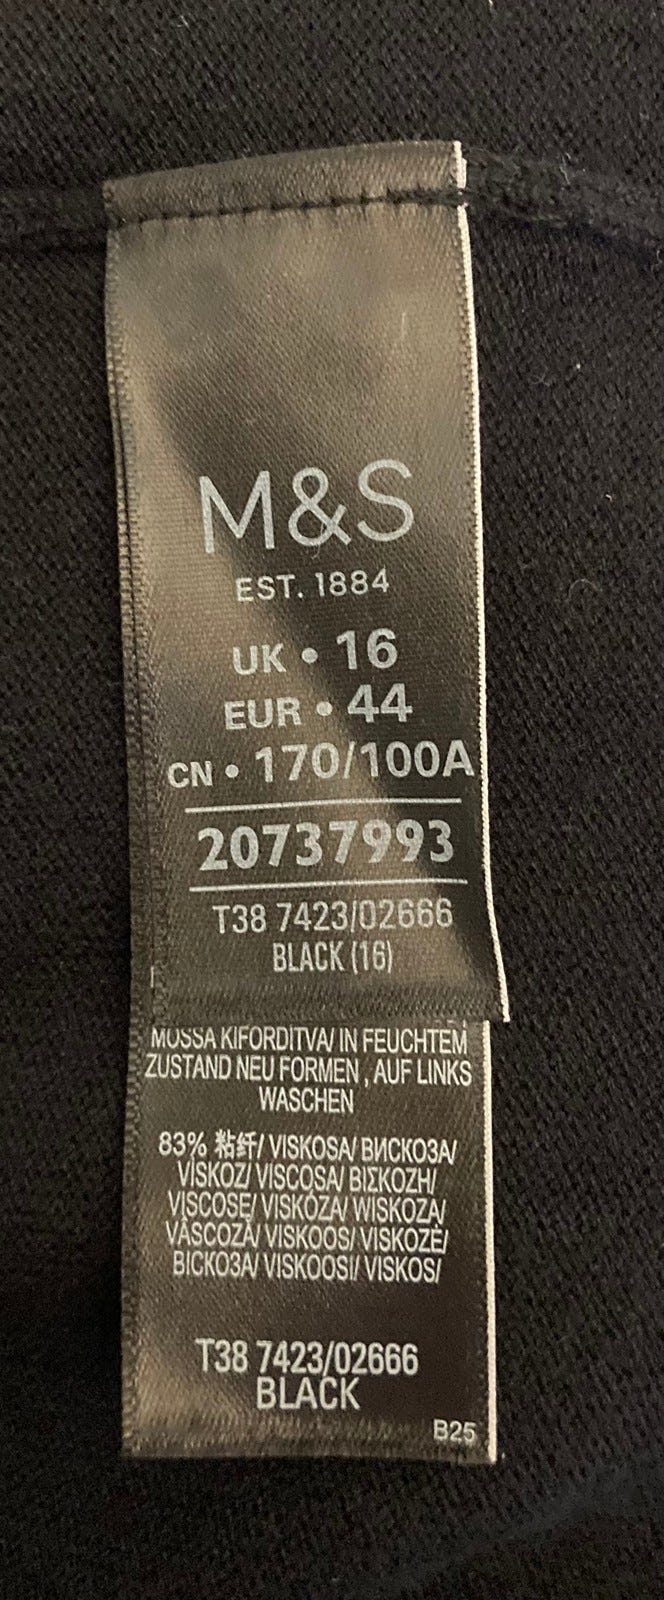 M&S
EST. 1884
UK • 16
EUR • 44
CN • 170/100A
20737993
T38 7423/02666
BLACK (16)
MOSSA KIFORDITVA/ IN FEUCHTEM
ZUSTAND NEU FORMEN , AUF LINKS
WASCHEN
83% 粘纤/ VISKOSA/ ВИСКОЗА/
VISKOZ/ VISCOSA/ ΒΙΣΚΟΖΗ/
VISCOSE/ VISKÓZA/ WISKOZA/
VÂSCOZĂ/ VISKOOS/ VISKOZĖ/
ВІСКОЗА/ VISKOOSI/ VISKOS/
T38 7423/02666
BLACK
B25